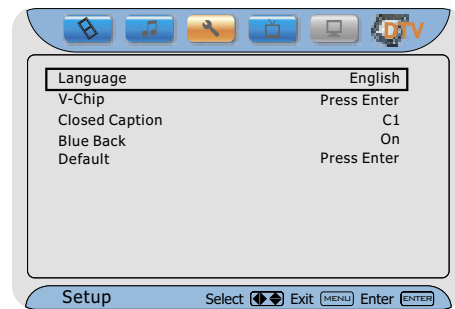 DTV
Language English
V-Chip Press Enter
Closed Caption C1
Blue Back On
Default Press Enter
Setup Select Exit MENU Enter ENTER